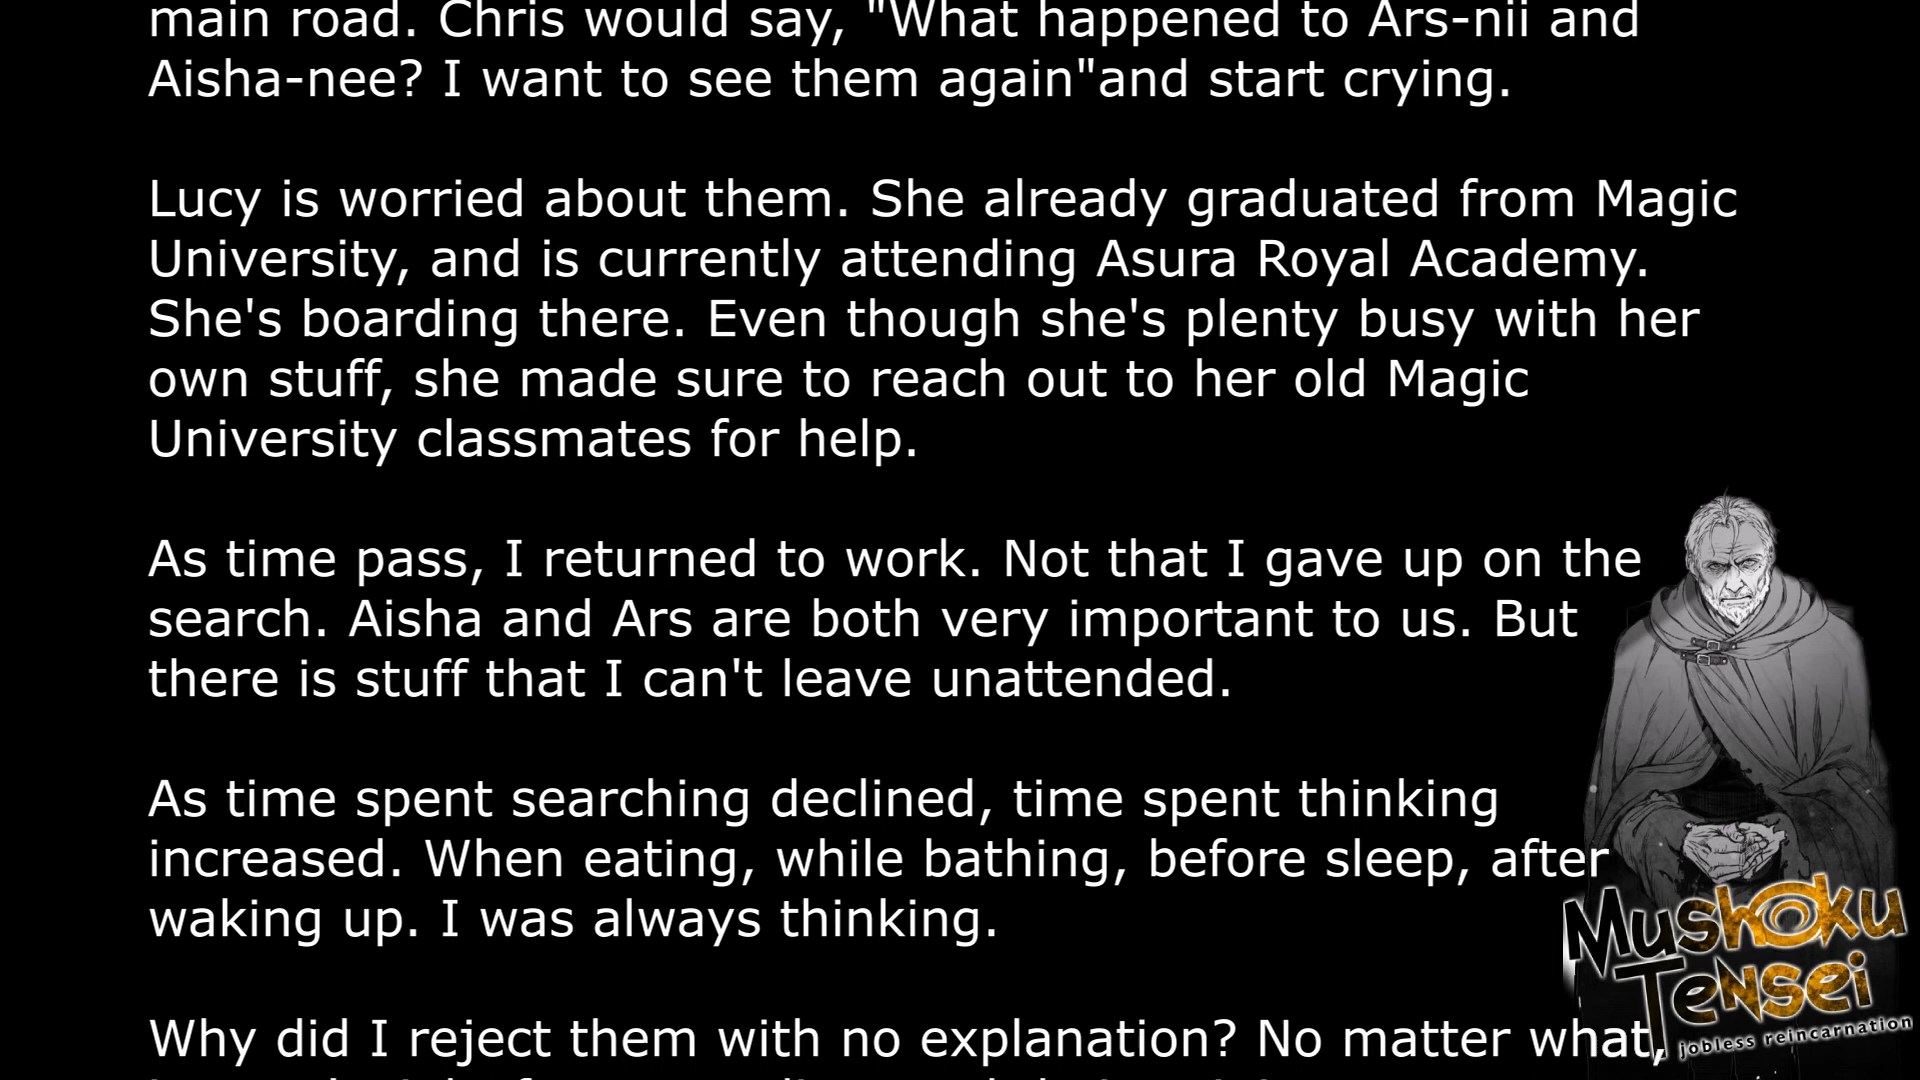 main road. Chris would say, "What happened to Ars-nii and
Aisha-nee? I want to see them again"and start crying.
Lucy is worried about them. She already graduated from Magic
University, and is currently attending Asura Royal Academy.
She's boarding there. Even though she's plenty busy with her
own stuff, she made sure to reach out to her old Magic
University classmates for help.
As time pass, I returned to work. Not that I gave up on the
search. Aisha and Ars are both very important to us. But
there is stuff that I can't leave unattended.
As time spent searching declined, time spent thinking
increased. When eating, while bathing, before sleep, after
waking up. I was always thinking.
Why did I reject them with no explanation? No matter what,
Mushoku
Tensei
jobless reincarnation